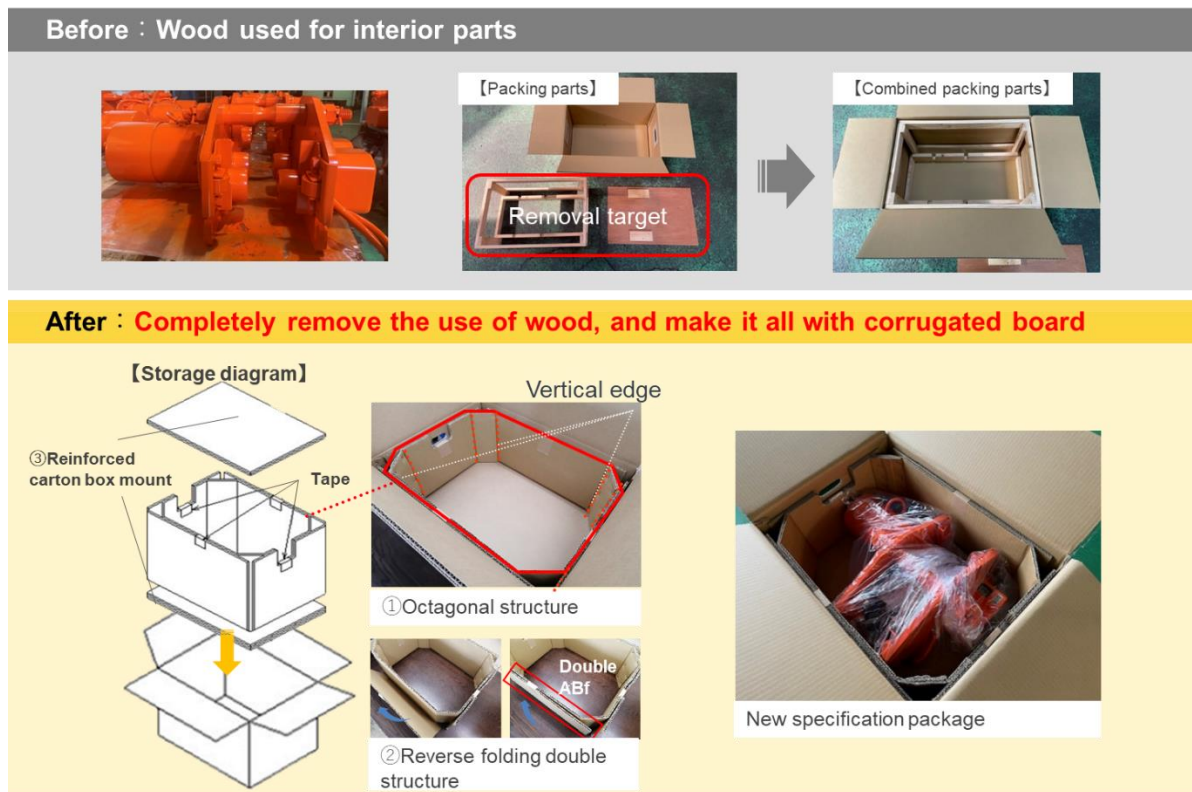 Before：Wood used for interior parts
【Packing parts】
【Combined packing parts】
Removal target
After：Completely remove the use of wood, and make it all with corrugated board
【Storage diagram】
Vertical edge
③Reinforced
carton box mount
Tape
①Octagonal structure
Double
ABf
②Reverse folding double
structure
New specification package